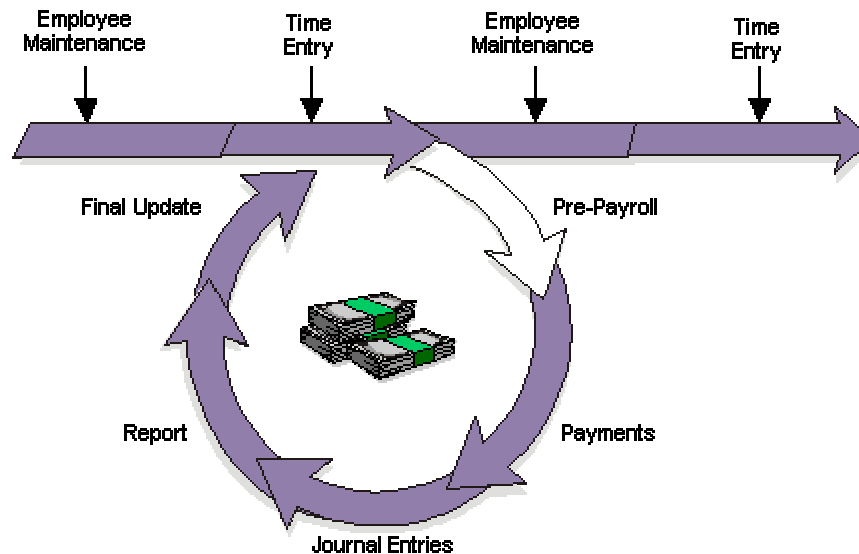 Employee
Maintenance
Time
Entry
Employee
Maintenance
Time
Entry
Final Update
Pre-Payroll
Report
Payments
Journal Entries